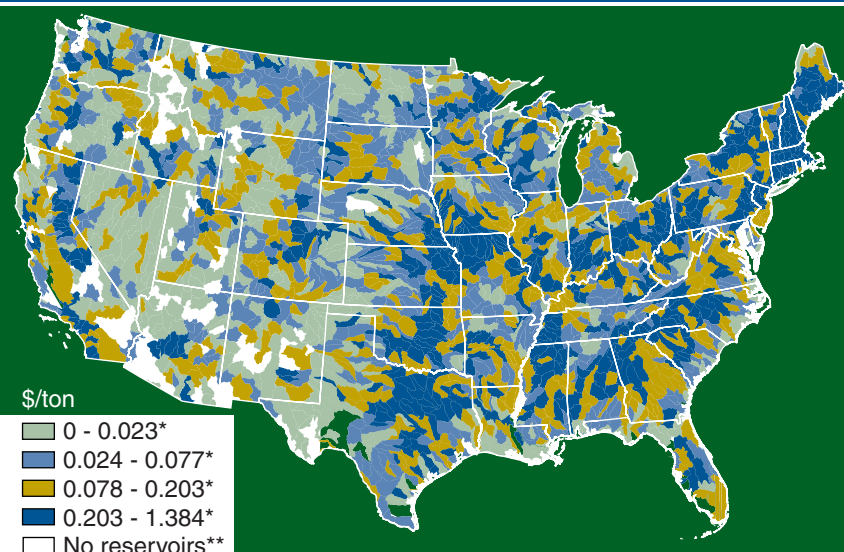 $/ton
0 - 0.023*
0.024 - 0.077*
0.078 - 0.203*
0.203 - 1.384*
No reservoirs**